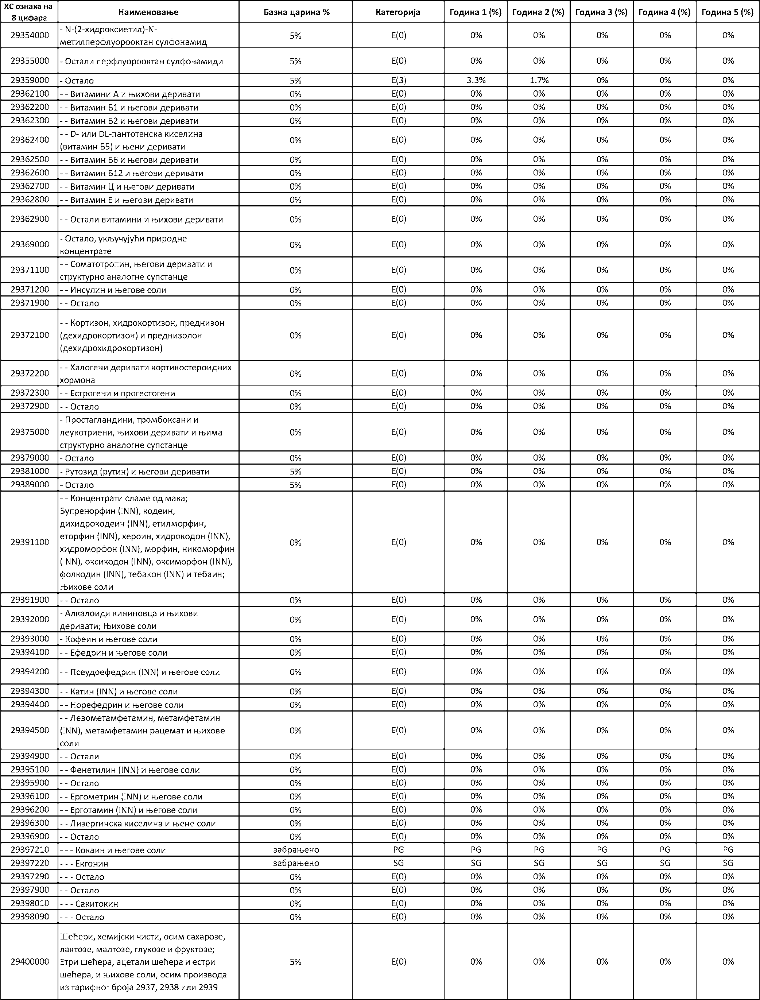 ХС ознака на 8 цифара Наименовање Базна царина % Категорија Година 1 (%) Година 2 (%) Година 3 (%) Година 4 (%) Година 5 (%)
29354000 - N-(2-хидроксиетил)-N- метилперфлуорооктан сулфонамид 5% E(0) 0% 0% 0% 0% 0%
29355000 - Остали перфлуорооктан сулфонамиди 5% E(0) 0% 0% 0% 0% 0%
29359000 - Остало 5% E(3) 3.3% 1.7% 0% 0% 0%
29362100 - - Витамини А и њихови деривати 0% E(0) 0% 0% 0% 0% 0%
29362200 - - Витамин Б1 и његови деривати 0% E(0) 0% 0% 0% 0% 0%
29362300 - - Витамин Б2 и његови деривати 0% E(0) 0% 0% 0% 0% 0%
29362400 - - D- или DL-пантотенска киселина (витамин Б5) и њени деривати 0% E(0) 0% 0% 0% 0% 0%
29362500 - - Витамин Б6 и његови деривати 0% E(0) 0% 0% 0% 0% 0%
29362600 - - Витамин Б12 и његови деривати 0% E(0) 0% 0% 0% 0% 0%
29362700 - - Витамин Ц и његови деривати 0% E(0) 0% 0% 0% 0% 0%
29362800 - - Витамин Е и његови деривати 0% E(0) 0% 0% 0% 0% 0%
29362900 - - Остали витамини и њихови деривати 0% E(0) 0% 0% 0% 0% 0%
29369000 - Остало, укључујући природне концентрате 0% E(0) 0% 0% 0% 0% 0%
29371100 - - Соматотропин, његови деривати и структурно аналогне супстанце 0% E(0) 0% 0% 0% 0% 0%
29371200 - - Инсулин и његове соли 0% E(0) 0% 0% 0% 0% 0%
29371900 - - Остало 0% E(0) 0% 0% 0% 0% 0%
29372100 - - Кортизон, хидрокортизон, преднизон (дехидрокортизон) и преднизолон (дехидрохидрокортизон) 0% E(0) 0% 0% 0% 0% 0%
29372200 - - Халогени деривати кортикостероидних хормона 0% E(0) 0% 0% 0% 0% 0%
29372300 - - Естрогени и прогестогени 0% E(0) 0% 0% 0% 0% 0%
29372900 - - Остало 0% E(0) 0% 0% 0% 0% 0%
29375000 - Простагландини, тромбоксани и леукотриени, њихови деривати и њима структурно аналогне супстанце 0% E(0) 0% 0% 0% 0% 0%
29379000 - Остало 0% E(0) 0% 0% 0% 0% 0%
29381000 - Рутозид (рутин) и његови деривати 5% E(0) 0% 0% 0% 0% 0%
29389000 - Остало 5% E(0) 0% 0% 0% 0% 0%
29391100 - - Концентрати сламе од мака; Бупренорфин (INN), кодеин, дихидрокодеин (INN), етилморфин, еторфин (INN), хероин, хидрокодон (INN), хидроморфон (INN), морфин, никоморфин (INN), оксикодон (INN), оксиморфон (INN), фолкодин (INN), тебакон (INN) и тебаин; Њихове соли 0% E(0) 0% 0% 0% 0% 0%
29391900 - - Остало 0% E(0) 0% 0% 0% 0% 0%
29392000 - Алкалоиди кининовца и њихови деривати; Њихове соли 0% E(0) 0% 0% 0% 0% 0%
29393000 - Кофеин и његове соли 0% E(0) 0% 0% 0% 0% 0%
29394100 - - Ефедрин и његове соли 0% E(0) 0% 0% 0% 0% 0%
29394200 - - Псеудоефедрин (INN) и његове соли 0% E(0) 0% 0% 0% 0% 0%
29394300 - - Катин (INN) и његове соли 0% E(0) 0% 0% 0% 0% 0%
29394400 - - Норефедрин и његове соли 0% E(0) 0% 0% 0% 0% 0%
29394500 - - Левометамфетамин, метамфетамин (INN), метамфетамин рацемат и њихове соли 0% E(0) 0% 0% 0% 0% 0%
29394900 - - Остали 0% E(0) 0% 0% 0% 0% 0%
29395100 - - Фенетилин (INN) и његове соли 0% E(0) 0% 0% 0% 0% 0%
29395900 - - Остало 0% E(0) 0% 0% 0% 0% 0%
29396100 - - Ергометрин (INN) и његове соли 0% E(0) 0% 0% 0% 0% 0%
29396200 - - Ерготамин (INN) и његове соли 0% E(0) 0% 0% 0% 0% 0%
29396300 - - Лизергинска киселина и њене соли 0% E(0) 0% 0% 0% 0% 0%
29396900 - - Остало 0% E(0) 0% 0% 0% 0% 0%
29397210 - - - Кокаин и његове соли забрањено PG PG PG PG PG PG
29397220 - - - Екгонин забрањено SG SG SG SG SG SG
29397290 - - - Остало 0% E(0) 0% 0% 0% 0% 0%
29397900 - - Остало 0% E(0) 0% 0% 0% 0% 0%
29398010 - - - Сакитокин 0% E(0) 0% 0% 0% 0% 0%
29398090 - - - Остало 0% E(0) 0% 0% 0% 0% 0%
29400000 Шећери, хемијски чисти, осим сахарозе, лактозе, малтозе, глукозе и фруктозе; Етри шећера, ацетали шећера и естри шећера, и њихове соли, осим производа из тарифног броја 2937, 2938 или 2939 5% E(0) 0% 0% 0% 0% 0%